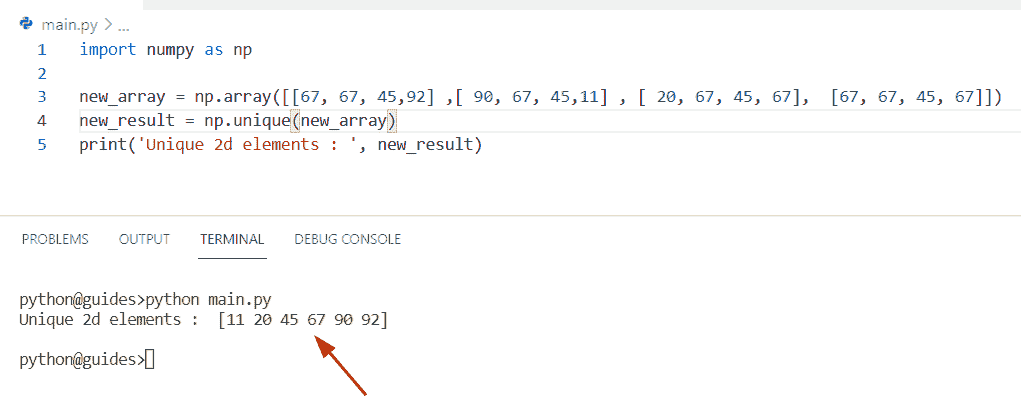 main.py > ...
1 import numpy as np
2
3 new_array = np.array([[67, 67, 45,92] ,[ 90, 67, 45,11] , [ 20, 67, 45, 67],  [67, 67, 45, 67]])
4 new_result = np.unique(new_array)
5 print('Unique 2d elements : ', new_result)
PROBLEMS OUTPUT TERMINAL DEBUG CONSOLE
python@guides>python main.py
Unique 2d elements :  [11 20 45 67 90 92]
python@guides>